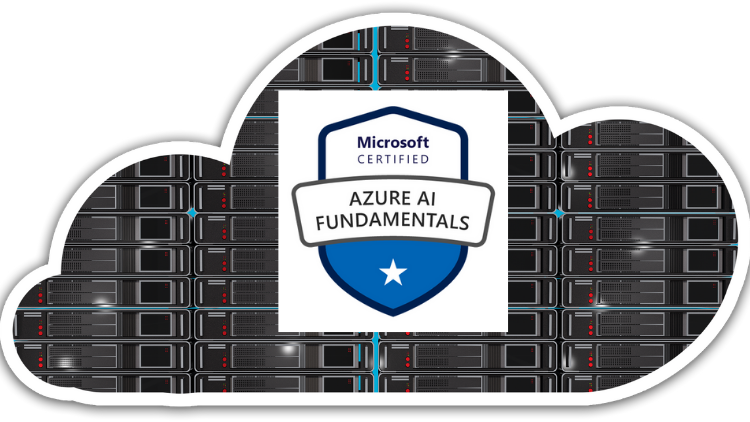 Microsoft
CERTIFIED
AZURE AI
FUNDAMENTALS